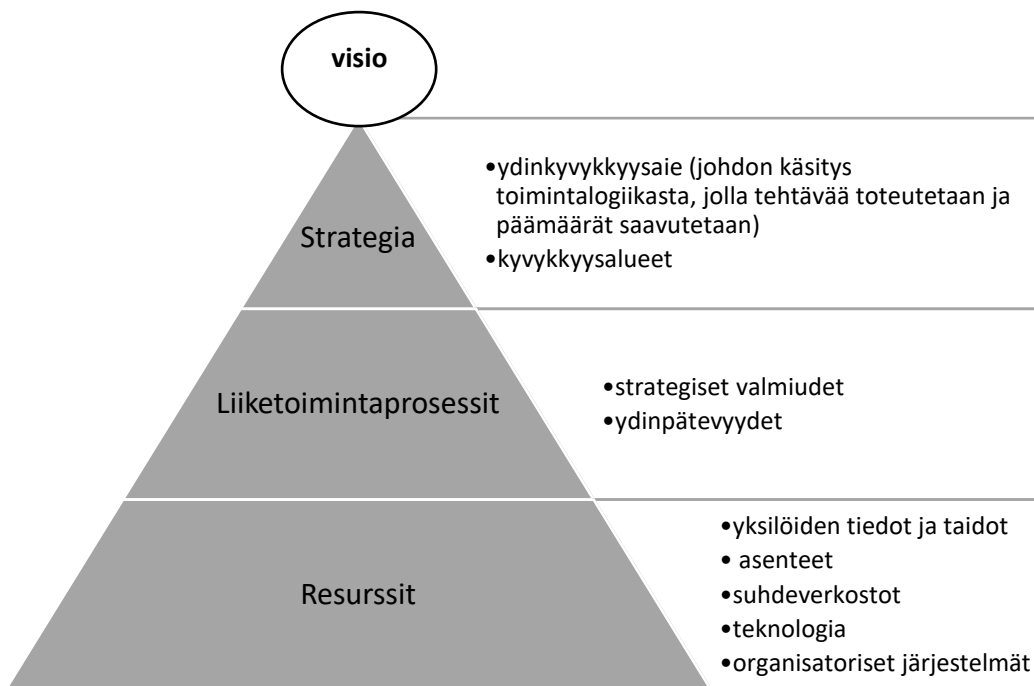 visio
Strategia
•ydinkyvykkyysaie (johdon käsitys
toimintalogiikasta, jolla tehtävää toteutetaan ja
päämäärät saavutetaan)
•kyvykkyysalueet
Liiketoimintaprosessit
•strategiset valmiudet
•ydinpätevyydet
Resurssit
•yksilöiden tiedot ja taidot
• asenteet
•suhdeverkostot
•teknologia
•organisatoriset järjestelmät